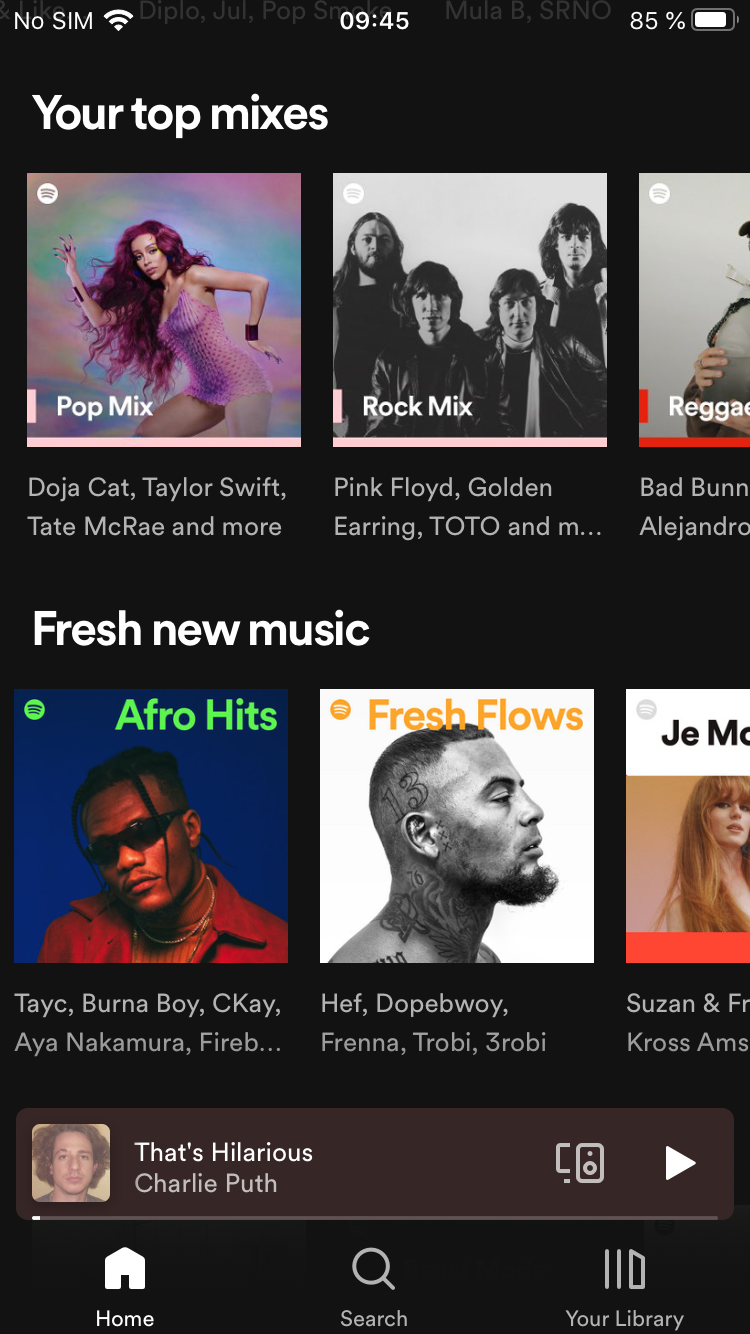 & Like Diplo, Jul, Pop Smoke Mula B, SRNO
No SIM 09:45 85 %
Your top mixes
Pop Mix
Rock Mix
Reggae
Doja Cat, Taylor Swift,
Tate McRae and more
Pink Floyd, Golden
Earring, TOTO and m...
Bad Bunn
Alejandro
Fresh new music
Afro Hits
Fresh Flows
13
Je Mo
Tayc, Burna Boy, CKay,
Aya Nakamura, Fireb...
Hef, Dopebwoy,
Frenna, Trobi, 3robi
Suzan & Fr
Kross Ams
That's Hilarious
Charlie Puth
Home
Search
Your Library